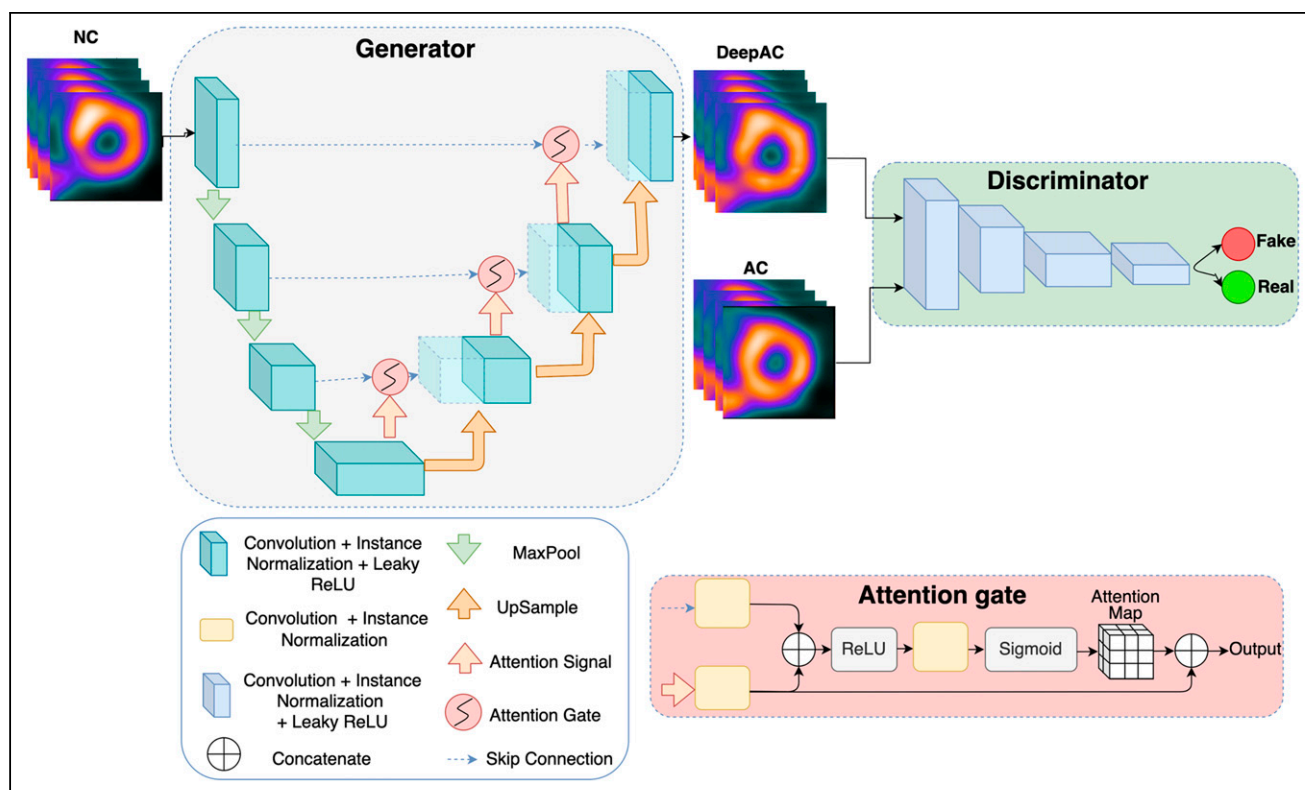 NC
Generator
DeepAC
Discriminator
Fake
Real
AC
Convolution + Instance
Normalization + Leaky
ReLU
Convolution + Instance
Normalization
Convolution + Instance
Normalization
+ Leaky ReLU
Concatenate
MaxPool
UpSample
Attention Signal
Attention Gate
Skip Connection
Attention gate
Attention
Map
ReLU
Sigmoid
Output